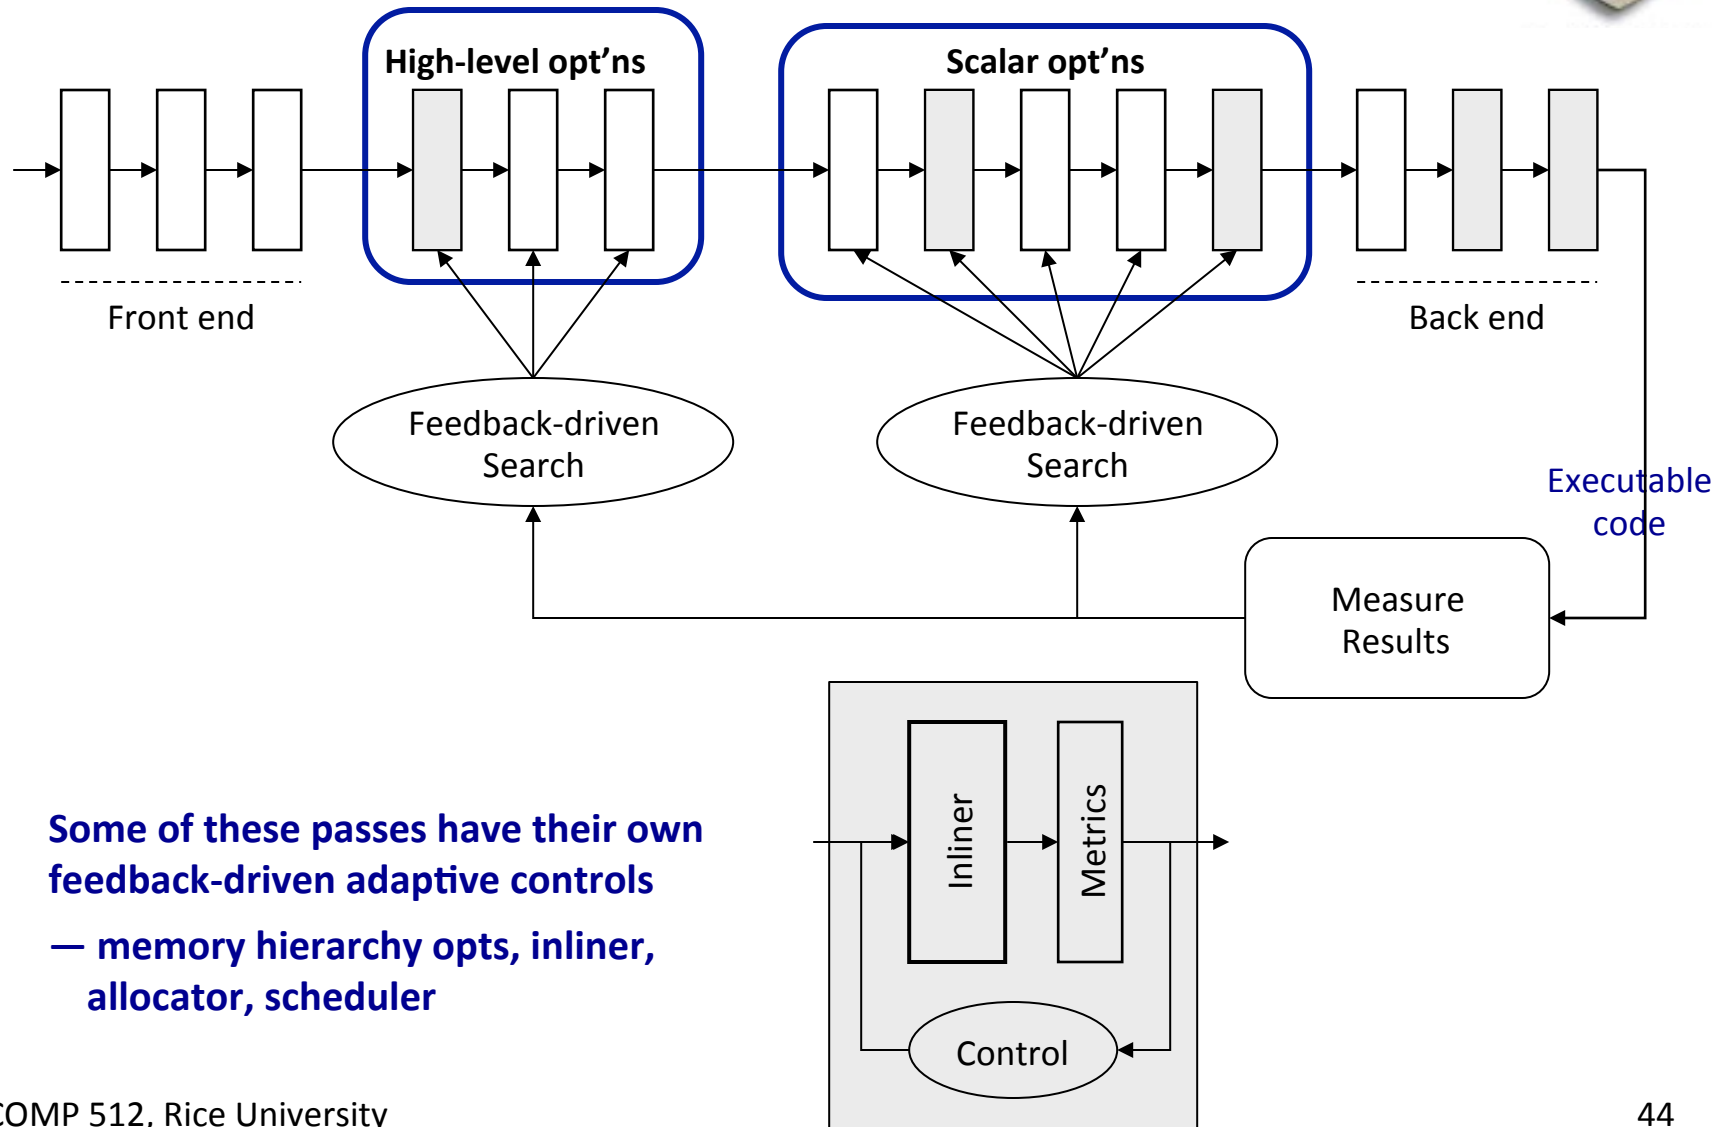 High-level opt'ns
Scalar opt'ns
Front end
Back end
Feedback-driven
Search
Feedback-driven
Search
Executable
code
Measure
Results
Inliner
Metrics
Control
Some of these passes have their own
feedback-driven adaptive controls
— memory hierarchy opts, inliner,
allocator, scheduler
COMP 512, Rice University
44